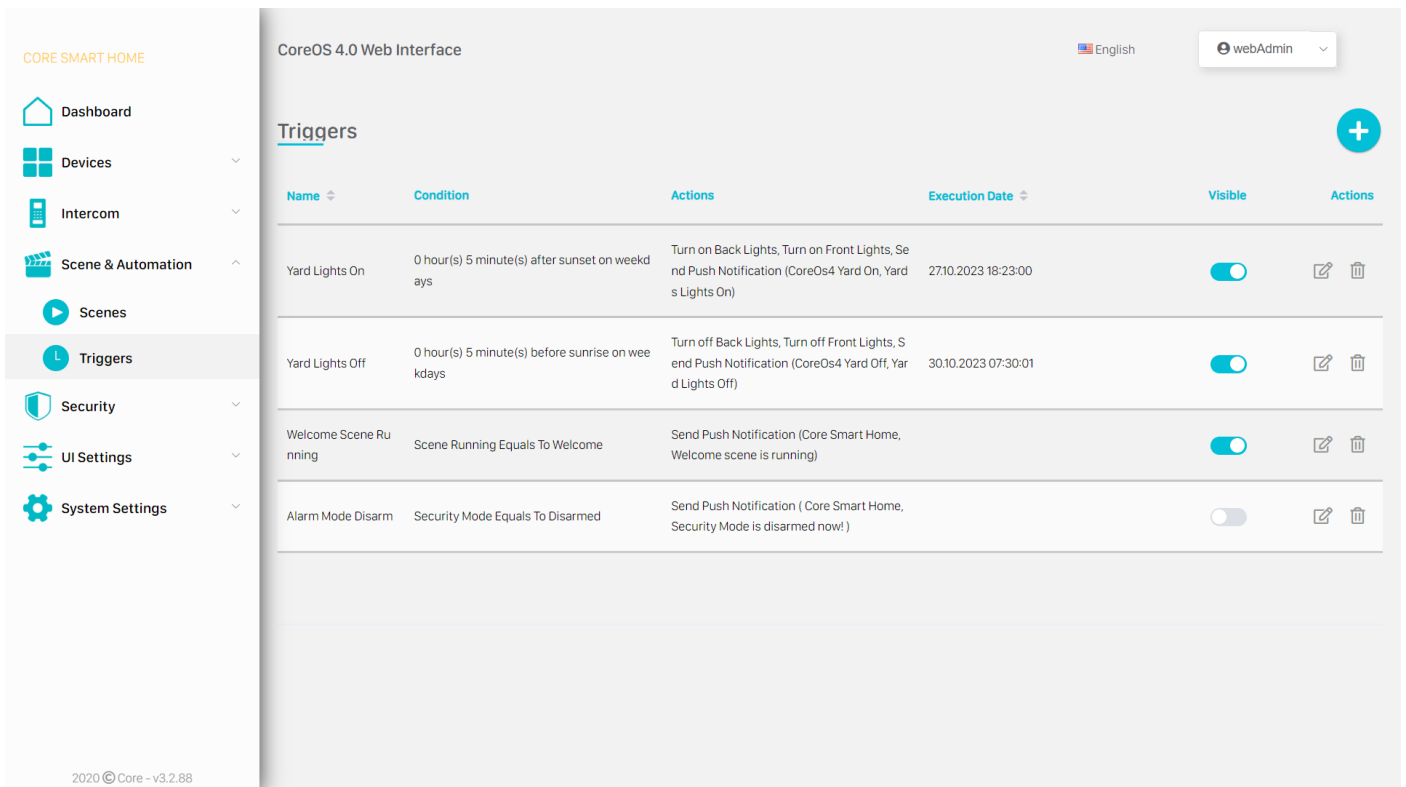 CORE SMART HOME
Dashboard
Devices
Intercom
Scene & Automation
Scenes
Triggers
Security
UI Settings
System Settings
2020 © Core - v3.2.88
CoreOS 4.0 Web Interface
English
webAdmin
Triggers
Name
Condition
Actions
Execution Date
Visible
Actions
Yard Lights On
0 hour(s) 5 minute(s) after sunset on weekd
ays
Turn on Back Lights, Turn on Front Lights, Se
nd Push Notification (CoreOs4 Yard On, Yard
s Lights On)
27.10.2023 18:23:00
Yard Lights Off
0 hour(s) 5 minute(s) before sunrise on wee
kdays
Turn off Back Lights, Turn off Front Lights, S
end Push Notification (CoreOs4 Yard Off, Yar
d Lights Off)
30.10.2023 07:30:01
Welcome Scene Ru
nning
Scene Running Equals To Welcome
Send Push Notification (Core Smart Home,
Welcome scene is running)
Alarm Mode Disarm
Security Mode Equals To Disarmed
Send Push Notification ( Core Smart Home,
Security Mode is disarmed now! )